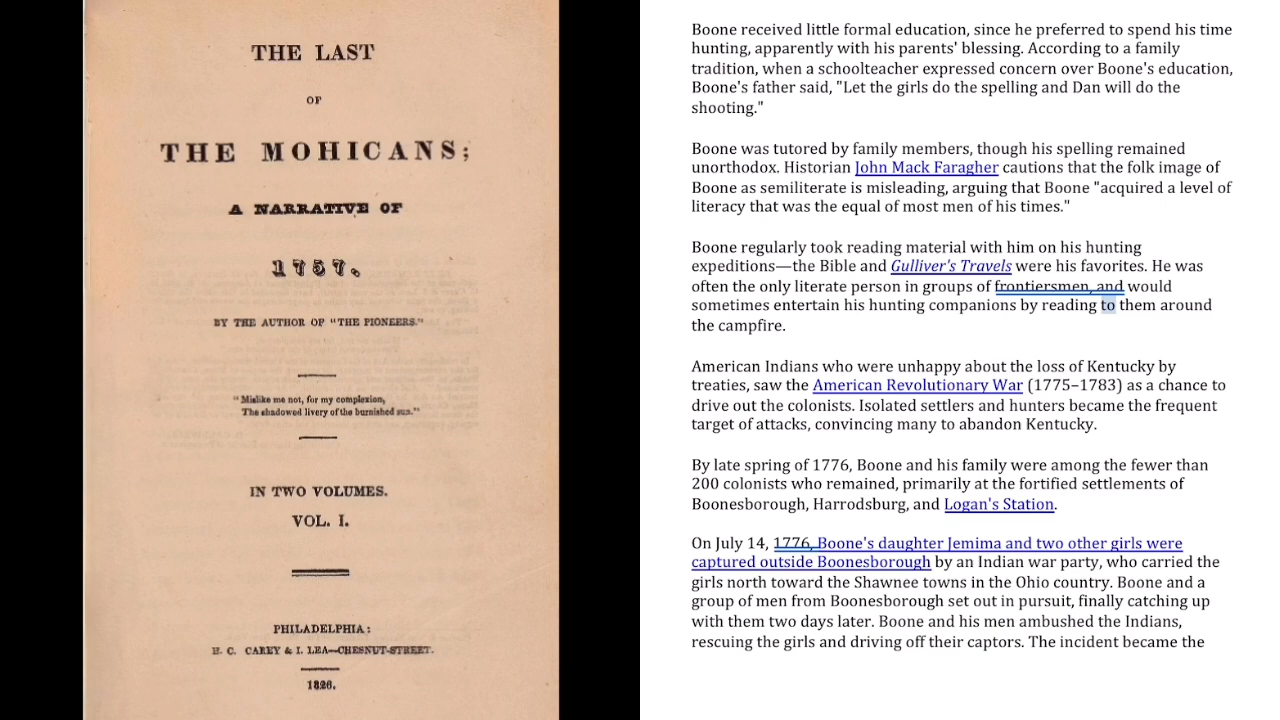 THE LAST
OF
THE MOHICANS;
A NARRATIVE OF
1757.
BY THE AUTHOR OF "THE PIONEERS."
"Mislike me not, for my complexion,
The shadowed livery of the burnished sun."
IN TWO VOLUMES.
VOL. I.
PHILADELPHIA:
H. C. CAREY & I. LEA—CHESNUT-STREET.
1826.
Boone received little formal education, since he preferred to spend his time
hunting, apparently with his parents' blessing. According to a family
tradition, when a schoolteacher expressed concern over Boone's education,
Boone's father said, "Let the girls do the spelling and Dan will do the
shooting."
Boone was tutored by family members, though his spelling remained
unorthodox. Historian John Mack Faragher cautions that the folk image of
Boone as semiliterate is misleading, arguing that Boone "acquired a level of
literacy that was the equal of most men of his times."
Boone regularly took reading material with him on his hunting
expeditions—the Bible and Gulliver's Travels were his favorites. He was
often the only literate person in groups of frontiersmen, and would
sometimes entertain his hunting companions by reading to them around
the campfire.
American Indians who were unhappy about the loss of Kentucky by
treaties, saw the American Revolutionary War (1775–1783) as a chance to
drive out the colonists. Isolated settlers and hunters became the frequent
target of attacks, convincing many to abandon Kentucky.
By late spring of 1776, Boone and his family were among the fewer than
200 colonists who remained, primarily at the fortified settlements of
Boonesborough, Harrodsburg, and Logan's Station.
On July 14, 1776, Boone's daughter Jemima and two other girls were
captured outside Boonesborough by an Indian war party, who carried the
girls north toward the Shawnee towns in the Ohio country. Boone and a
group of men from Boonesborough set out in pursuit, finally catching up
with them two days later. Boone and his men ambushed the Indians,
rescuing the girls and driving off their captors. The incident became the